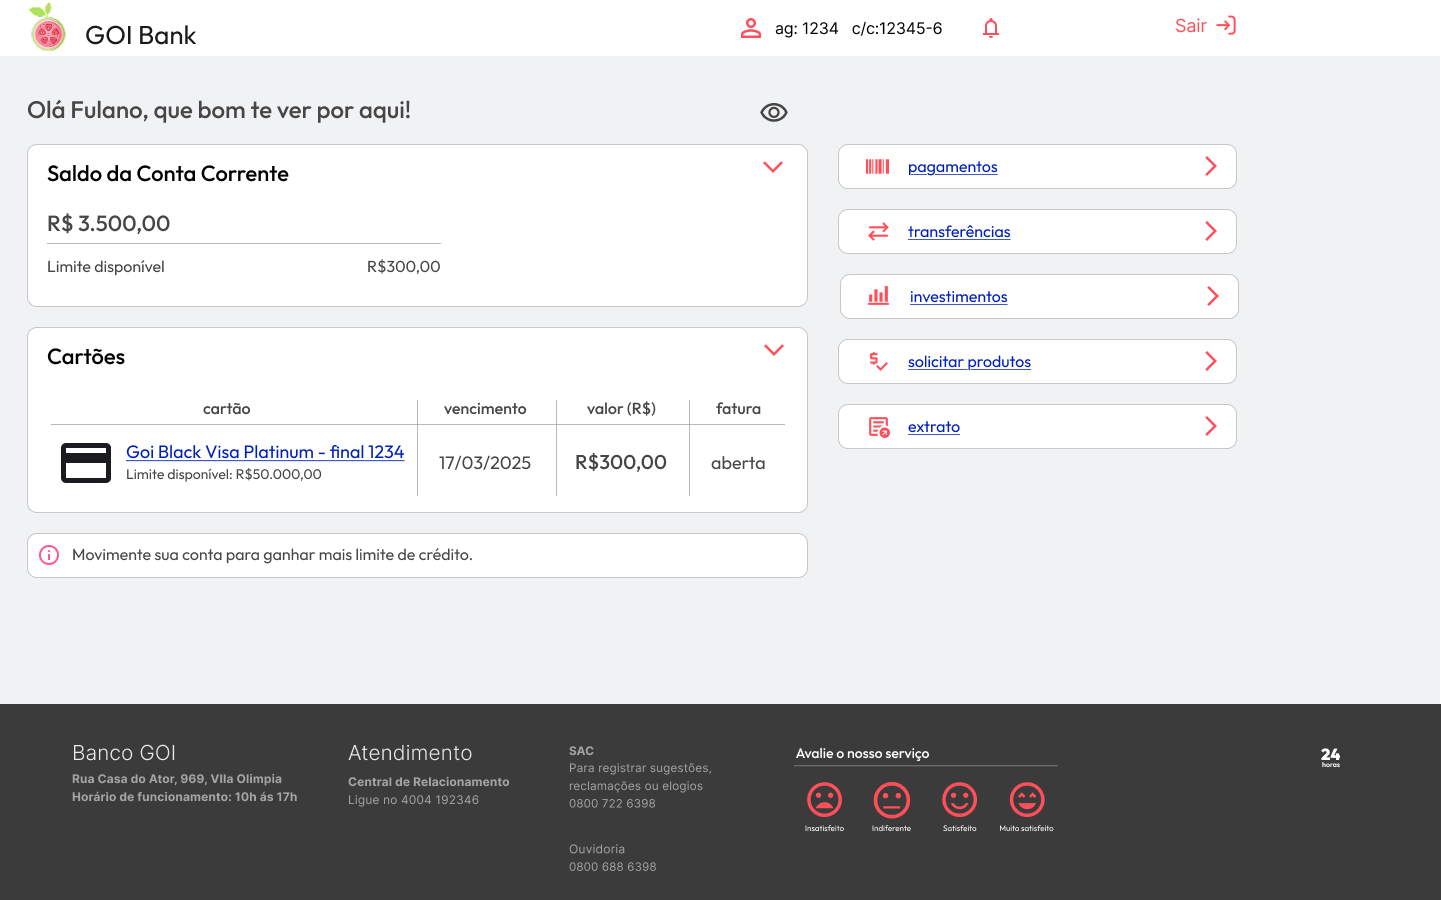 GOI Bank
ag: 1234 c/c:12345-6
Sair
Olá Fulano, que bom te ver por aqui!
Saldo da Conta Corrente
R$ 3.500,00
Limite disponível R$300,00
Cartões
cartão vencimento valor (R$) fatura
Goi Black Visa Platinum - final 1234
Limite disponível: R$50.000,00
17/03/2025 R$300,00 aberta
Movimente sua conta para ganhar mais limite de crédito.
pagamentos
transferências
investimentos
solicitar produtos
extrato
Banco GOI
Rua Casa do Ator, 969, VIla Olimpia
Horário de funcionamento: 10h ás 17h
Atendimento
Central de Relacionamento
Ligue no 4004 192346
SAC
Para registrar sugestões,
reclamações ou elogios
0800 722 6398
Ouvidoria
0800 688 6398
Avalie o nosso serviço
Insatisfeito Indiferente Satisfeito Muito satisfeito
24
horas